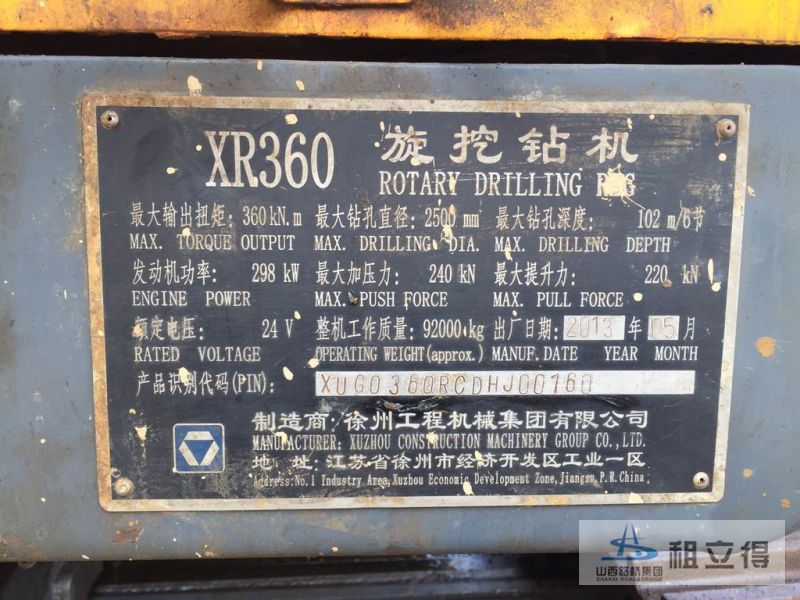 XR360 旋挖钻机
ROTARY DRILLING RIG
最大输出扭矩: 360kN.m 最大钻孔直径: 2500 mm 最大钻孔深度: 102 m/6节
MAX. TORQUE OUTPUT MAX. DRILLING DIA. MAX. DRILLING DEPTH
发动机功率: 298 kW 最大加压力: 240 kN 最大提升力: 220 kN
ENGINE POWER MAX. PUSH FORCE MAX. PULL FORCE
额定电压: 24 V 整机工作质量: 92000 kg 出厂日期: 2013 年 05 月
RATED VOLTAGE OPERATING WEIGHT(approx.) MANUF. DATE YEAR MONTH
产品识别代码(PIN): XUG0360RCDHJ00160
制造商: 徐州工程机械集团有限公司
MANUFACTURER: XUZHOU CONSTRUCTION MACHINERY GROUP CO., LTD.
地 址: 江苏省徐州市经济开发区工业一区
Address: No.1 Industry Area, Xuzhou Economic Development Zone, Jiangsu, P.R.China
山西路桥集团 租立得
SHANXI ROAD&BRIDGE